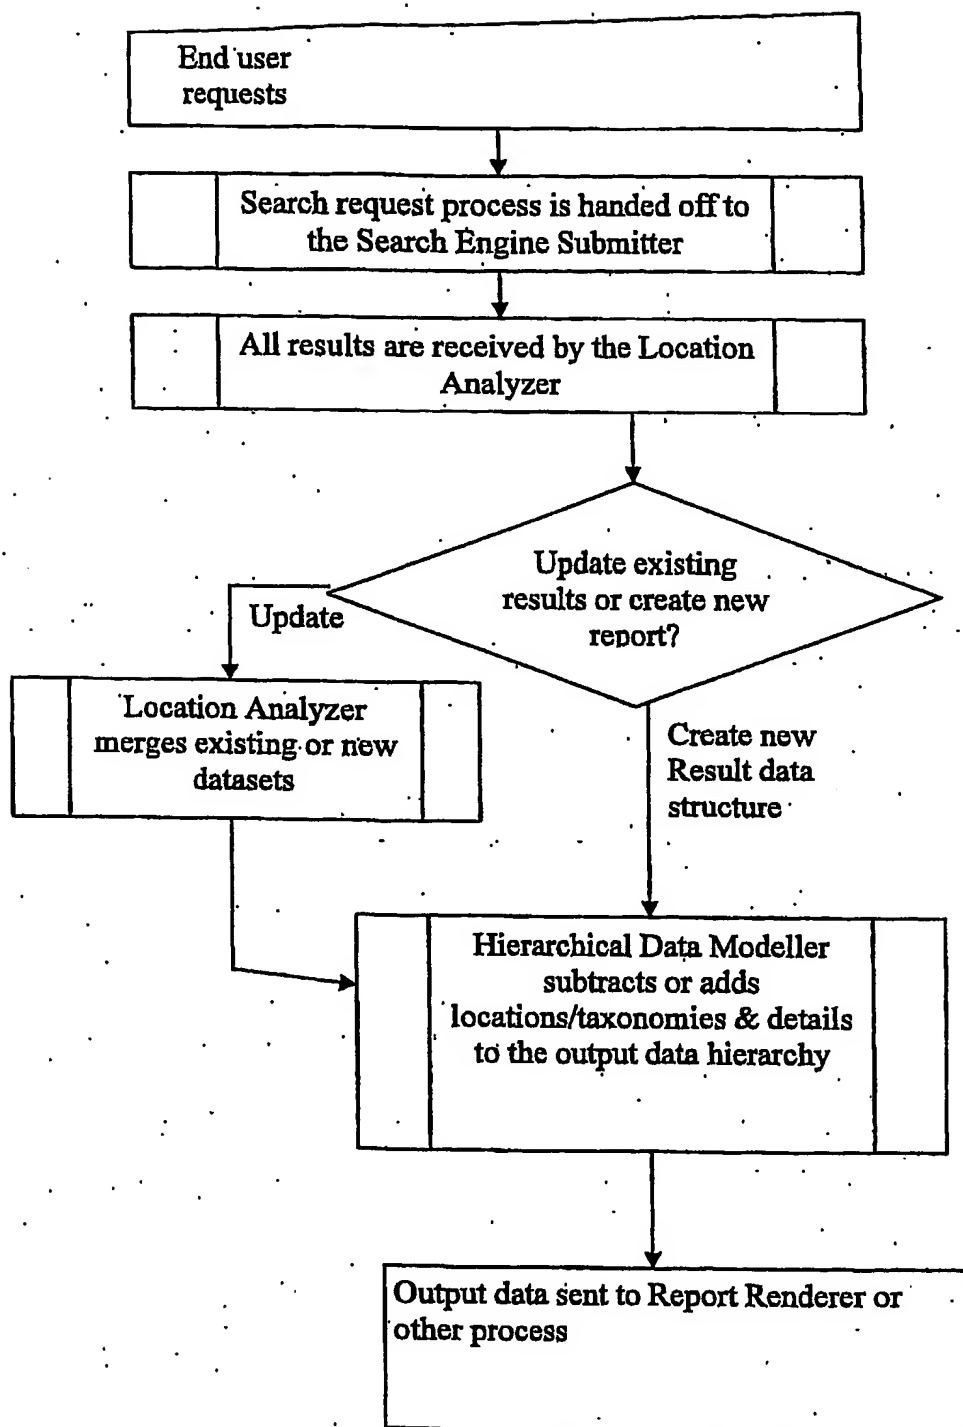 End user
requests
Search request process is handed off to
the Search Engine Submitter
All results are received by the Location
Analyzer
Update existing
results or create new
report?
Update
Location Analyzer
merges existing or new
datasets
Create new
Result data
structure
Hierarchical Data Modeller
subtracts or adds
locations/taxonomies & details
to the output data hierarchy
Output data sent to Report Renderer or
other process